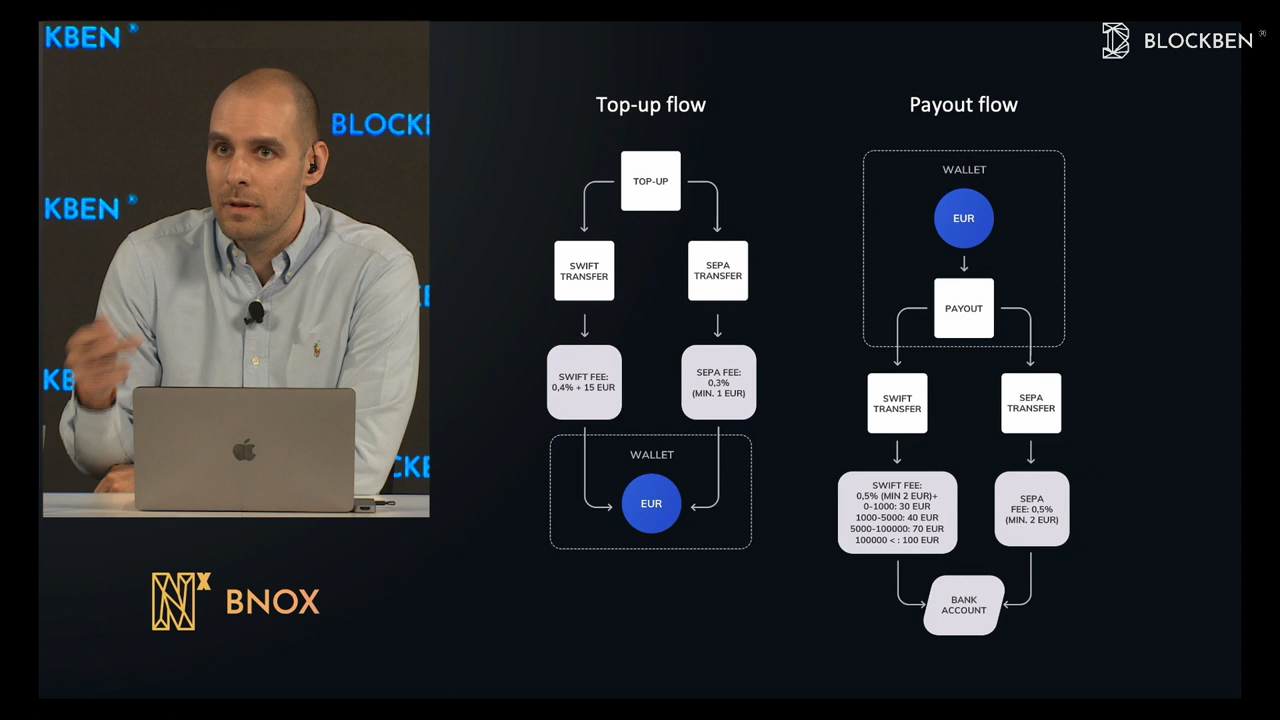 KBEN
BLOCKBEN
BLOCKE
KBEN
KB
CKE
BNOX
Top-up flow
TOP-UP
SWIFT
TRANSFER
SEPA
TRANSFER
SWIFT FEE:
0,4% + 15 EUR
SEPA FEE:
0,3%
(MIN. 1 EUR)
WALLET
EUR
Payout flow
WALLET
EUR
PAYOUT
SWIFT
TRANSFER
SEPA
TRANSFER
SWIFT FEE:
0,5% (MIN 2 EUR)+
0-1000: 30 EUR
1000-5000: 40 EUR
5000-100000: 70 EUR
100000 < : 100 EUR
SEPA
FEE: 0,5%
(MIN. 2 EUR)
BANK
ACCOUNT